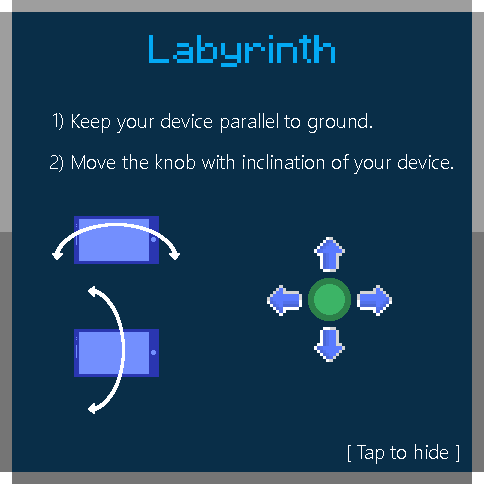 Labyrinth
1) Keep your device parallel to ground.
2) Move the knob with inclination of your device.
[ Tap to hide ]